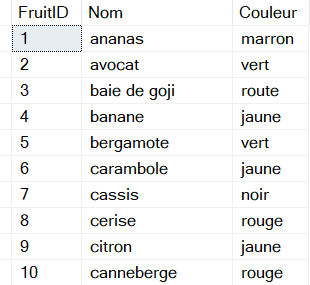 FruitID Nom Couleur
1 ananas marron
2 avocat vert
3 baie de goji route
4 banane jaune
5 bergamote vert
6 carambole jaune
7 cassis noir
8 cerise rouge
9 citron jaune
10 canneberge rouge